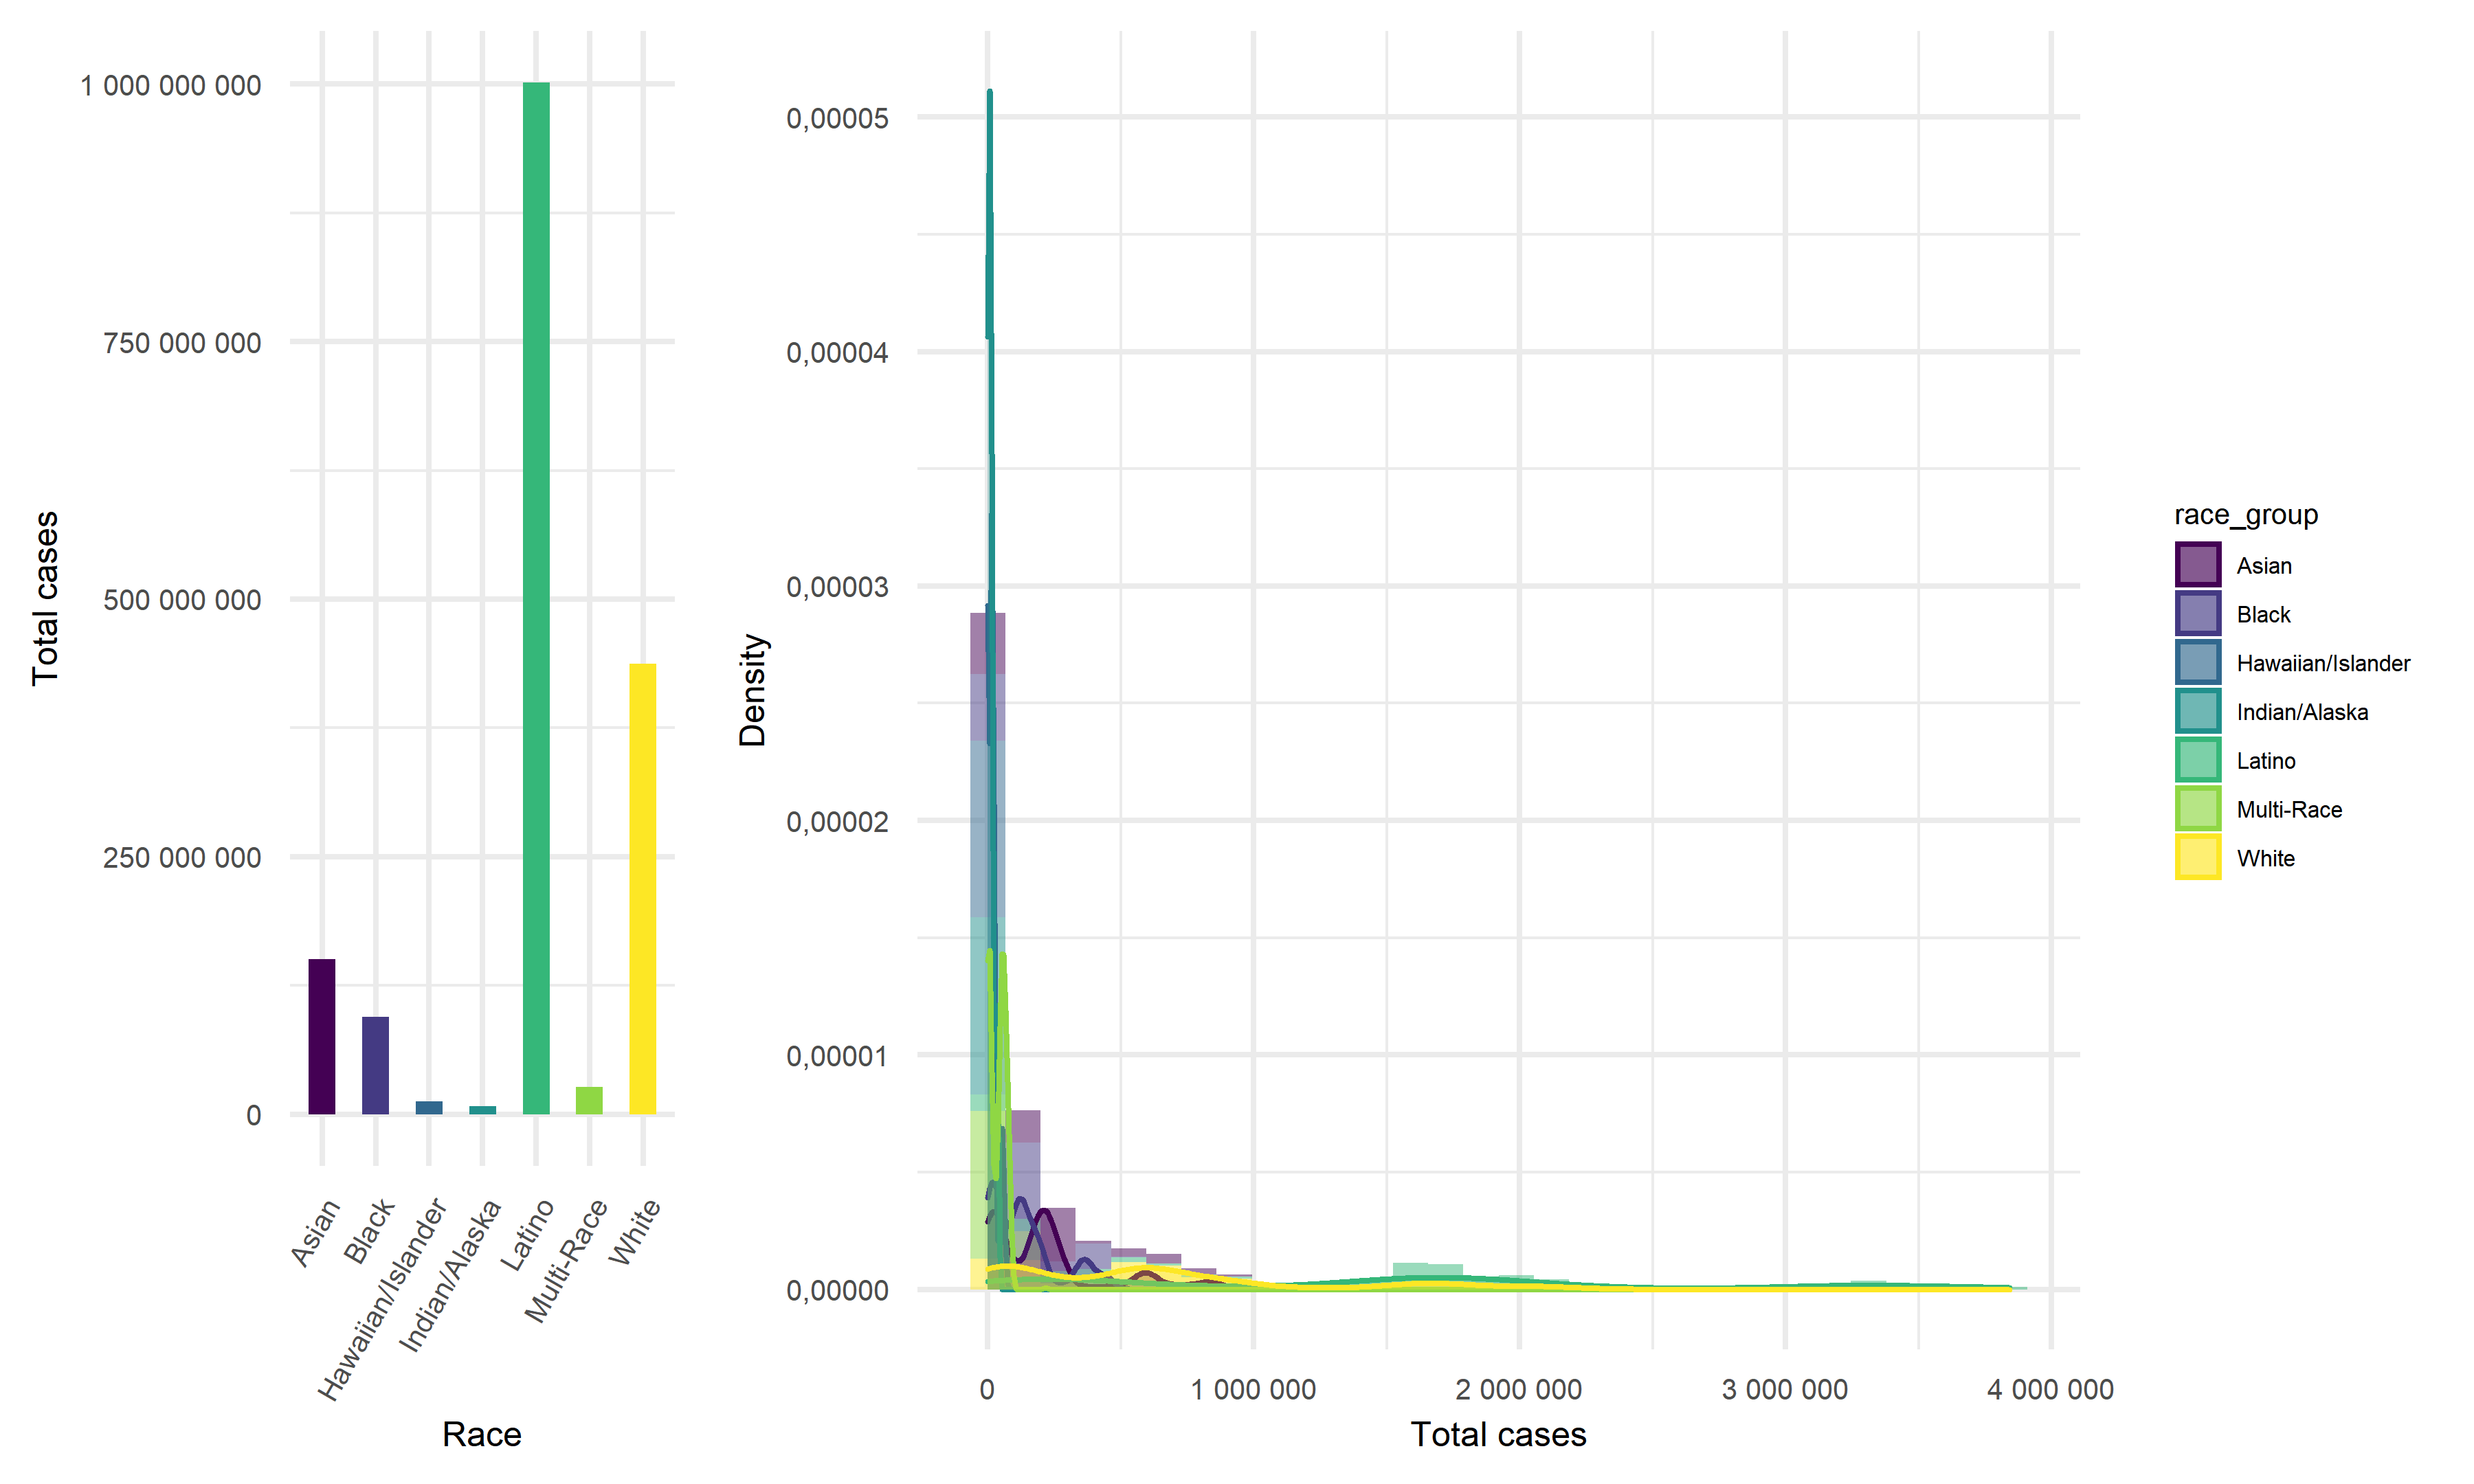 1 000 000 000
750 000 000
500 000 000
250 000 000
0
Total cases
Asian
Black
Hawaiian/Islander
Indian/Alaska
Latino
Multi-Race
White
Race
0,00005
0,00004
0,00003
0,00002
0,00001
0,00000
Density
0
1 000 000
2 000 000
3 000 000
4 000 000
Total cases
race_group
Asian
Black
Hawaiian/Islander
Indian/Alaska
Latino
Multi-Race
White